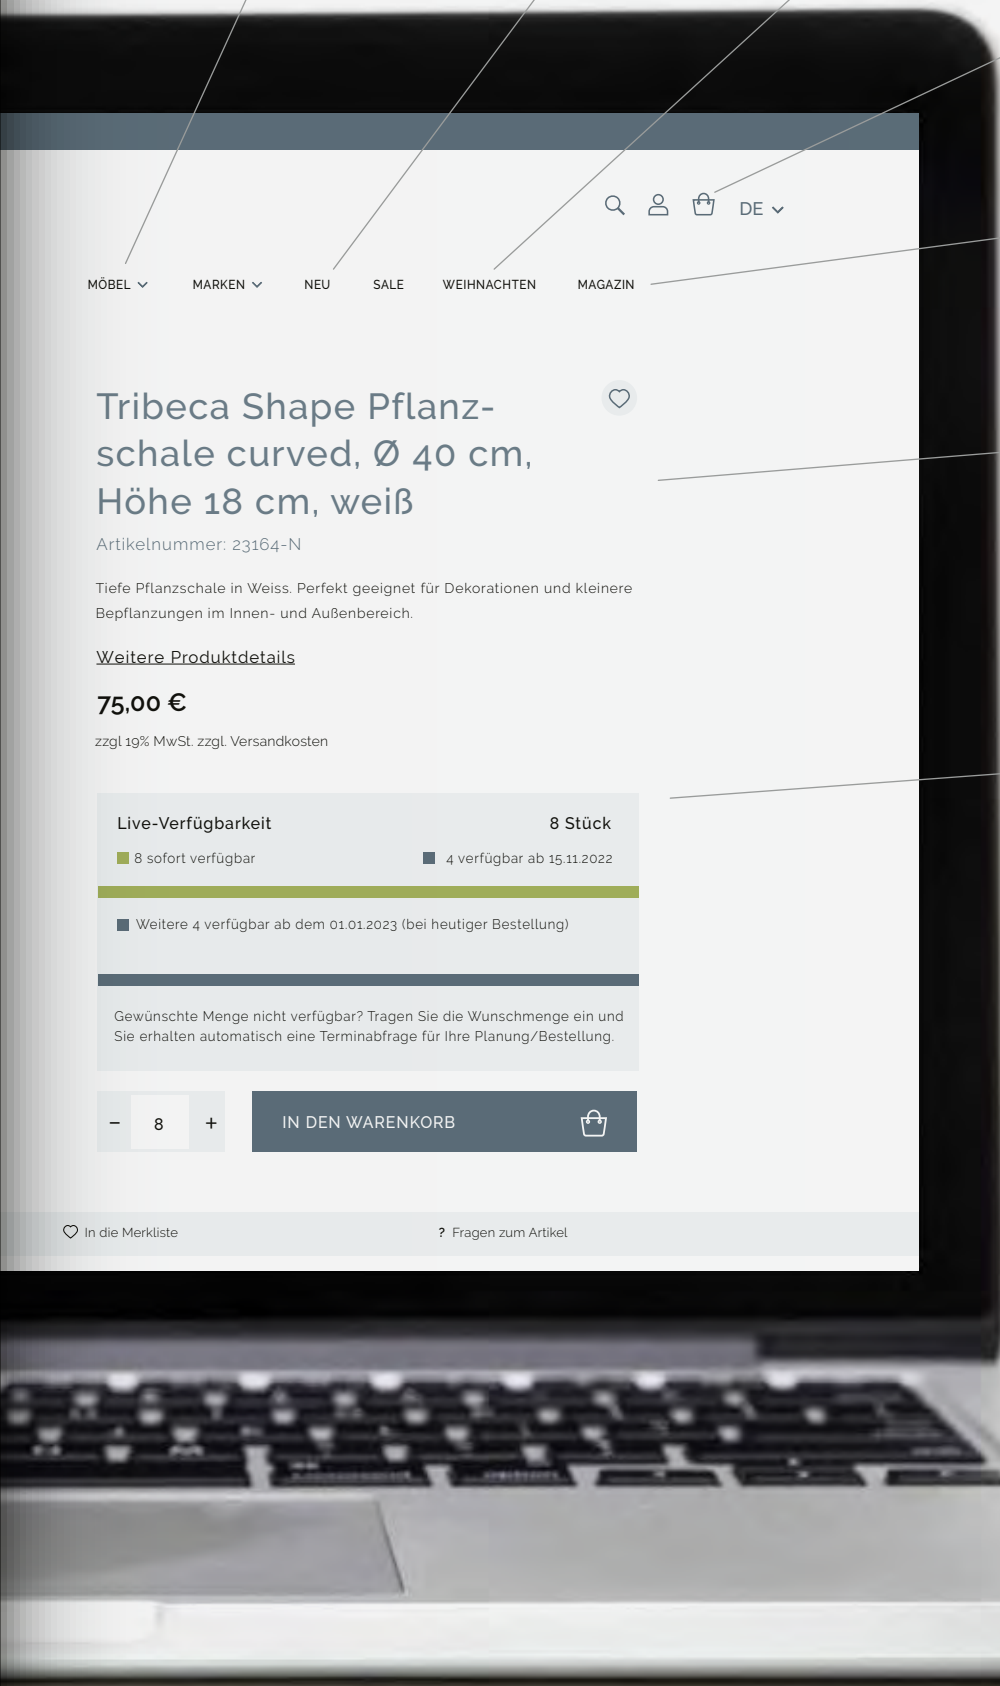 DE
MÖBEL MARKEN NEU SALE WEIHNACHTEN MAGAZIN
Tribeca Shape Pflanz-
schale curved, Ø 40 cm,
Höhe 18 cm, weiß
Artikelnummer: 23164-N
Tiefe Pflanzschale in Weiss. Perfekt geeignet für Dekorationen und kleinere
Bepflanzungen im Innen- und Außenbereich.
Weitere Produktdetails
75,00 €
zzgl 19% MwSt. zzgl. Versandkosten
Live-Verfügbarkeit 8 Stück
8 sofort verfügbar 4 verfügbar ab 15.11.2022
Weitere 4 verfügbar ab dem 01.01.2023 (bei heutiger Bestellung)
Gewünschte Menge nicht verfügbar? Tragen Sie die Wunschmenge ein und
Sie erhalten automatisch eine Terminabfrage für Ihre Planung/Bestellung.
− 8 + IN DEN WARENKORB
In die Merkliste ? Fragen zum Artikel